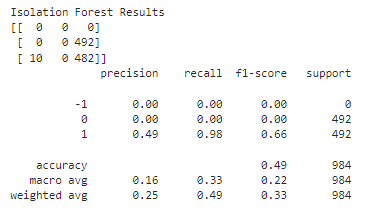 Isolation Forest Results
[[ 0 0 0]
[ 0 0 492]
[ 10 0 482]]
precision recall f1-score support
-1 0.00 0.00 0.00 0
0 0.00 0.00 0.00 492
1 0.49 0.98 0.66 492
accuracy 0.49 984
macro avg 0.16 0.33 0.22 984
weighted avg 0.25 0.49 0.33 984